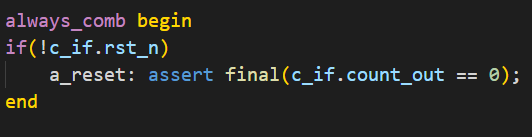 always_comb begin
if(!c_if.rst_n)
    a_reset: assert final(c_if.count_out == 0);
end